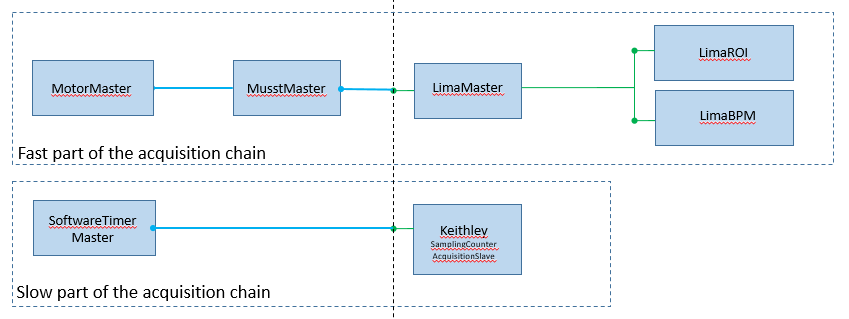 MotorMaster
MusstMaster
LimaMaster
LimaROI
LimaBPM
Fast part of the acquisition chain
SoftwareTimer
Master
Keithley
SamplingCounter
AcquisitionSlave
Slow part of the acquisition chain